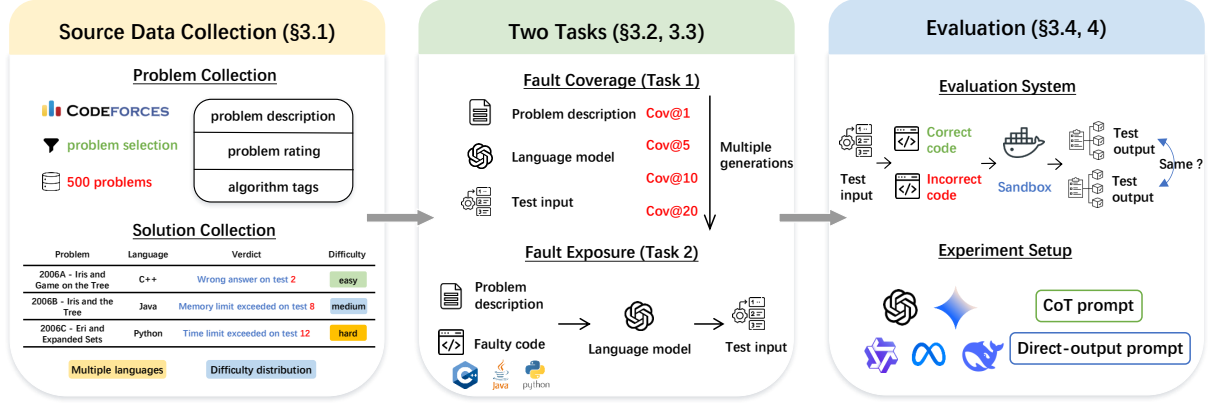 Source Data Collection (§3.1)
Problem Collection
CODEFORCES
problem selection
500 problems
problem description
problem rating
algorithm tags
Solution Collection
Problem Language Verdict Difficulty
2006A - Iris and Game on the Tree C++ Wrong answer on test 2 easy
2006B - Iris and the Tree Java Memory limit exceeded on test 8 medium
2006C - Eri and Expanded Sets Python Time limit exceeded on test 12 hard
Multiple languages
Difficulty distribution
Two Tasks (§3.2, 3.3)
Fault Coverage (Task 1)
Problem description
Language model
Test input
Cov@1
Cov@5
Cov@10
Cov@20
Multiple
generations
Fault Exposure (Task 2)
Problem
description
Faulty code
Java
python
Language model
Test input
Evaluation (§3.4, 4)
Evaluation System
Test
input
Correct
code
Incorrect
code
Sandbox
Test
output
Test
output
Same ?
Experiment Setup
CoT prompt
Direct-output prompt